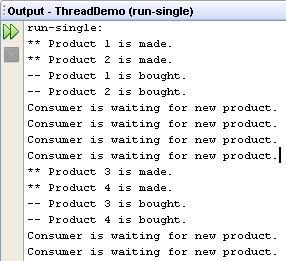 Output - ThreadDemo (run-single)
run-single:
** Product 1 is made.
** Product 2 is made.
-- Product 1 is bought.
-- Product 2 is bought.
Consumer is waiting for new product.
Consumer is waiting for new product.
Consumer is waiting for new product.
Consumer is waiting for new product.
** Product 3 is made.
** Product 4 is made.
-- Product 3 is bought.
-- Product 4 is bought.
Consumer is waiting for new product.
Consumer is waiting for new product.